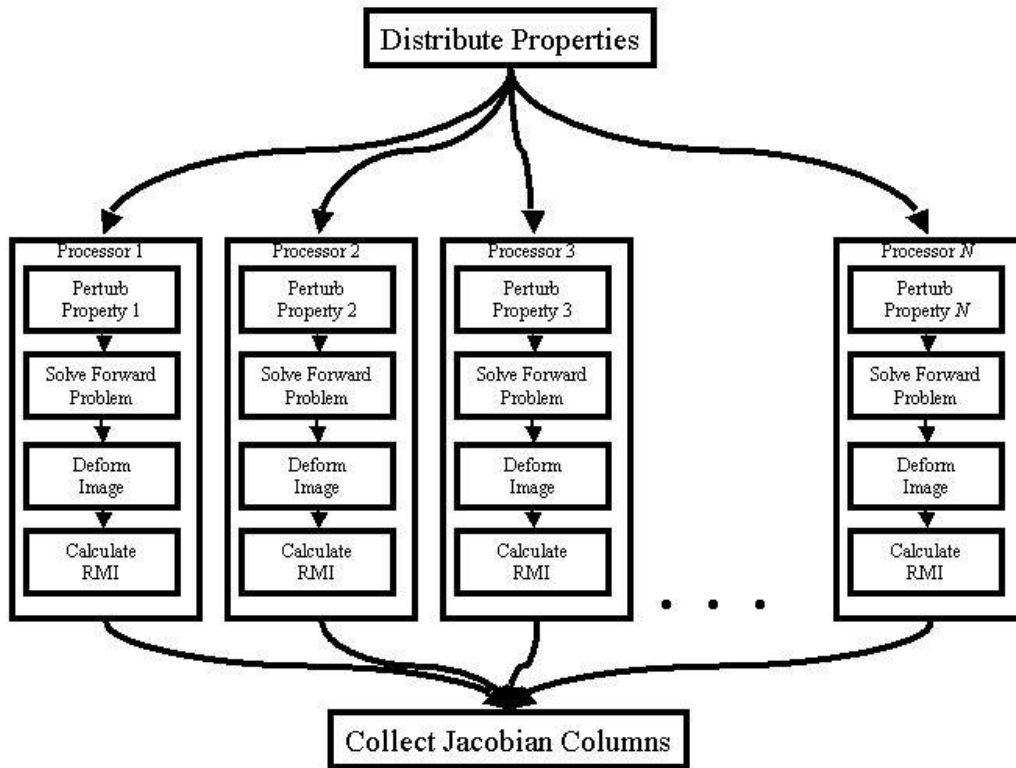 Distribute Properties
Processor 1
Perturb
Property 1
Solve Forward
Problem
Deform
Image
Calculate
RMI
Processor 2
Perturb
Property 2
Solve Forward
Problem
Deform
Image
Calculate
RMI
Processor 3
Perturb
Property 3
Solve Forward
Problem
Deform
Image
Calculate
RMI
. . .
Processor N
Perturb
Property N
Solve Forward
Problem
Deform
Image
Calculate
RMI
Collect Jacobian Columns